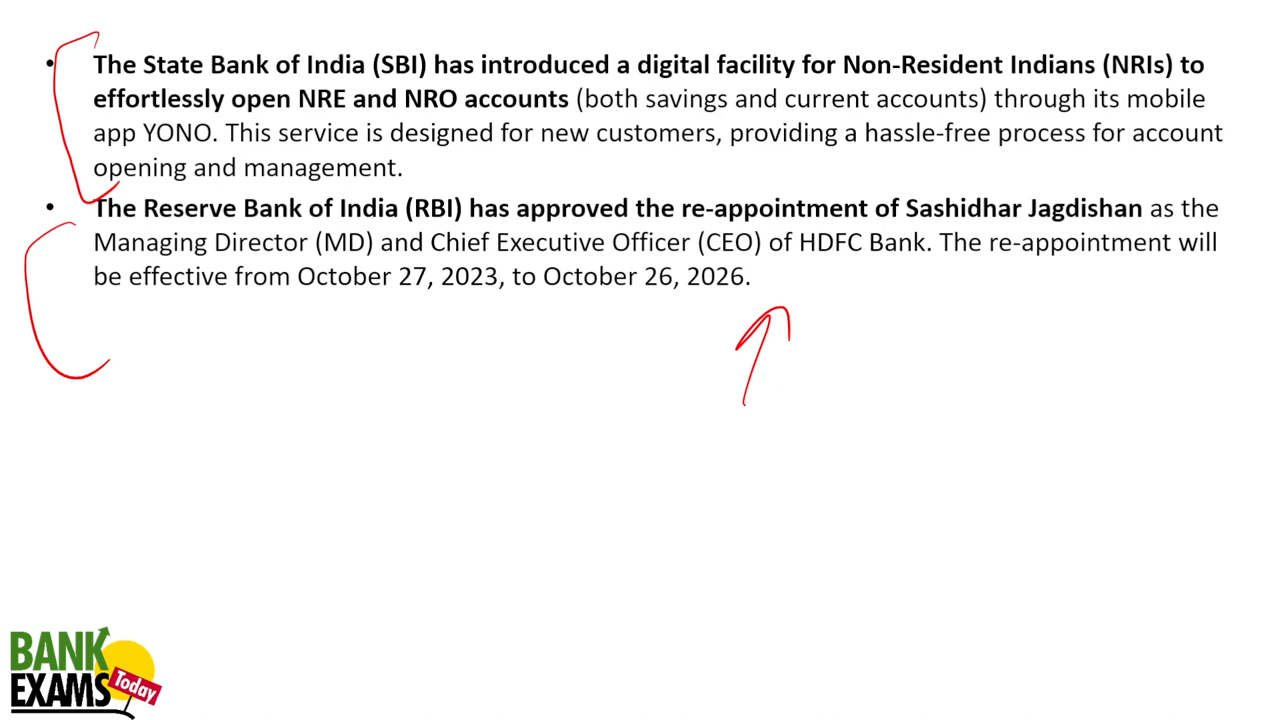 • The State Bank of India (SBI) has introduced a digital facility for Non-Resident Indians (NRIs) to
effortlessly open NRE and NRO accounts (both savings and current accounts) through its mobile
app YONO. This service is designed for new customers, providing a hassle-free process for account
opening and management.
• The Reserve Bank of India (RBI) has approved the re-appointment of Sashidhar Jagdishan as the
Managing Director (MD) and Chief Executive Officer (CEO) of HDFC Bank. The re-appointment will
be effective from October 27, 2023, to October 26, 2026.
BANK
EXAMS
Today